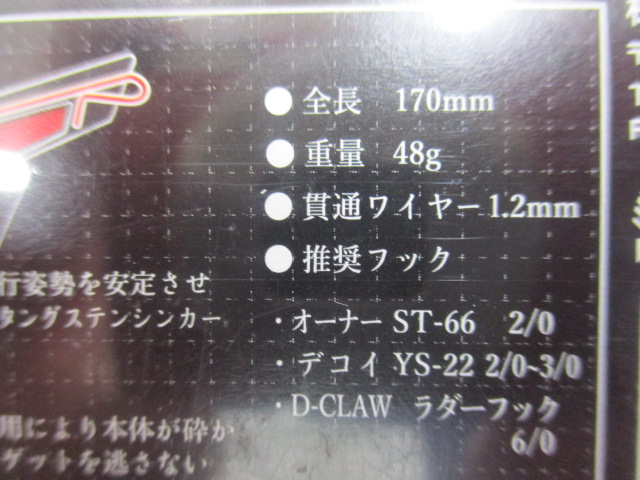 ● 全長 170mm
● 重量 48g
● 貫通ワイヤー 1.2mm
● 推奨フック
・オーナー ST-66 2/0
・デコイ YS-22 2/0~3/0
・D-CLAW ラダーフック
6/0
行姿勢を安定させ
タングステンシンカー
用により本体が砕か
ゲットを逃さない